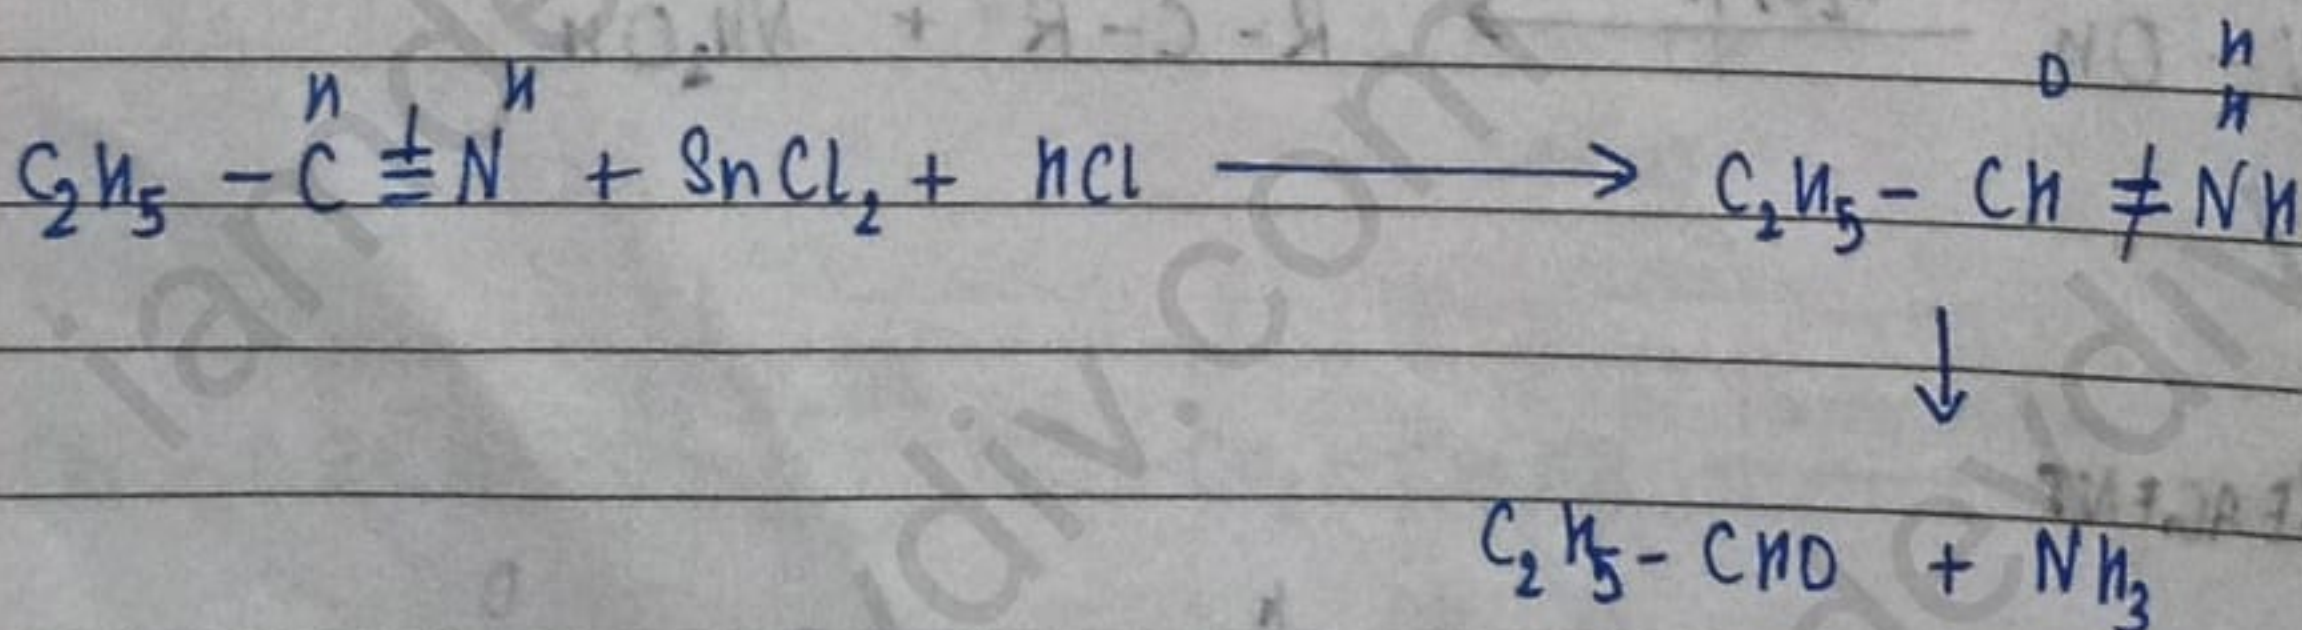 C₂H₅ - C ≡ N + SnCl₂ + HCl ⟶ C₂H₅ - CH = NH
H H O H H
↓
C₂H₅ - CHO + NH₃